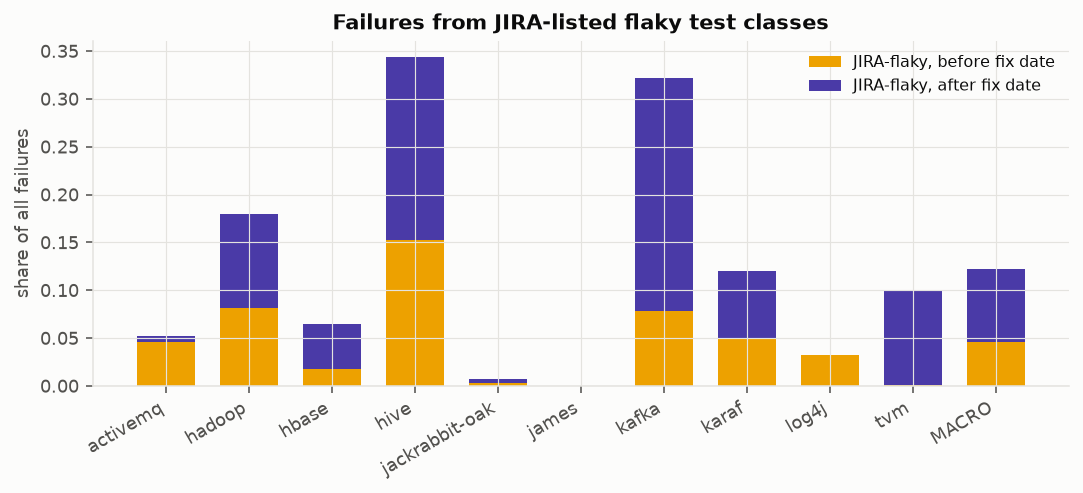 Failures from JIRA-listed flaky test classes
JIRA-flaky, before fix date
JIRA-flaky, after fix date
share of all failures
0.35
0.30
0.25
0.20
0.15
0.10
0.05
0.00
activemq
hadoop
hbase
hive
jackrabbit-oak
james
kafka
karaf
log4j
tvm
MACRO